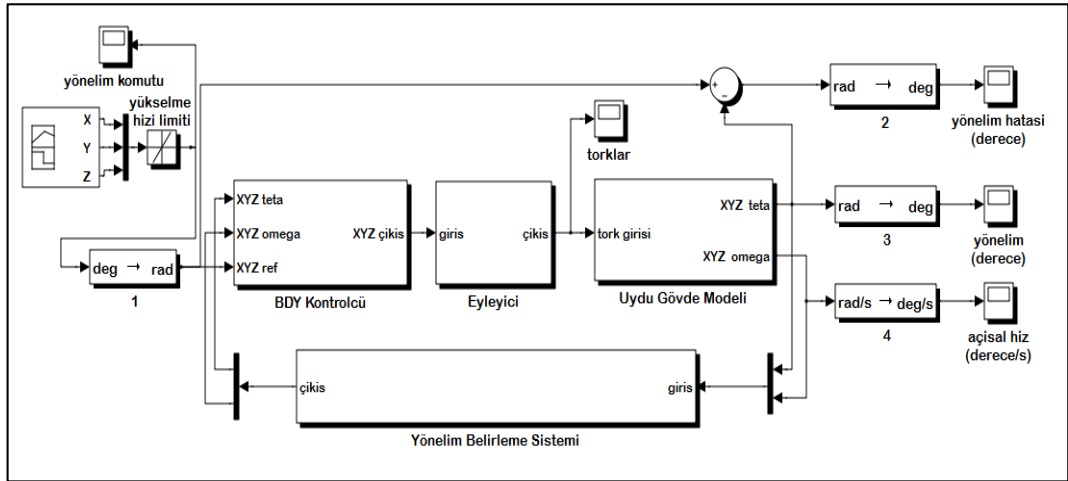 yönelim komutu
yükselme
hizi limiti
X
Y
Z
deg → rad
1
XYZ teta
XYZ omega
XYZ ref
XYZ çikis
BDY Kontrolcü
giris
çikis
Eyleyici
torklar
tork girisi
XYZ teta
XYZ omega
Uydu Gövde Modeli
+
−
rad → deg
2
yönelim hatasi
(derece)
rad → deg
3
yönelim
(derece)
rad/s → deg/s
4
açisal hiz
(derece/s)
çikis
giris
Yönelim Belirleme Sistemi